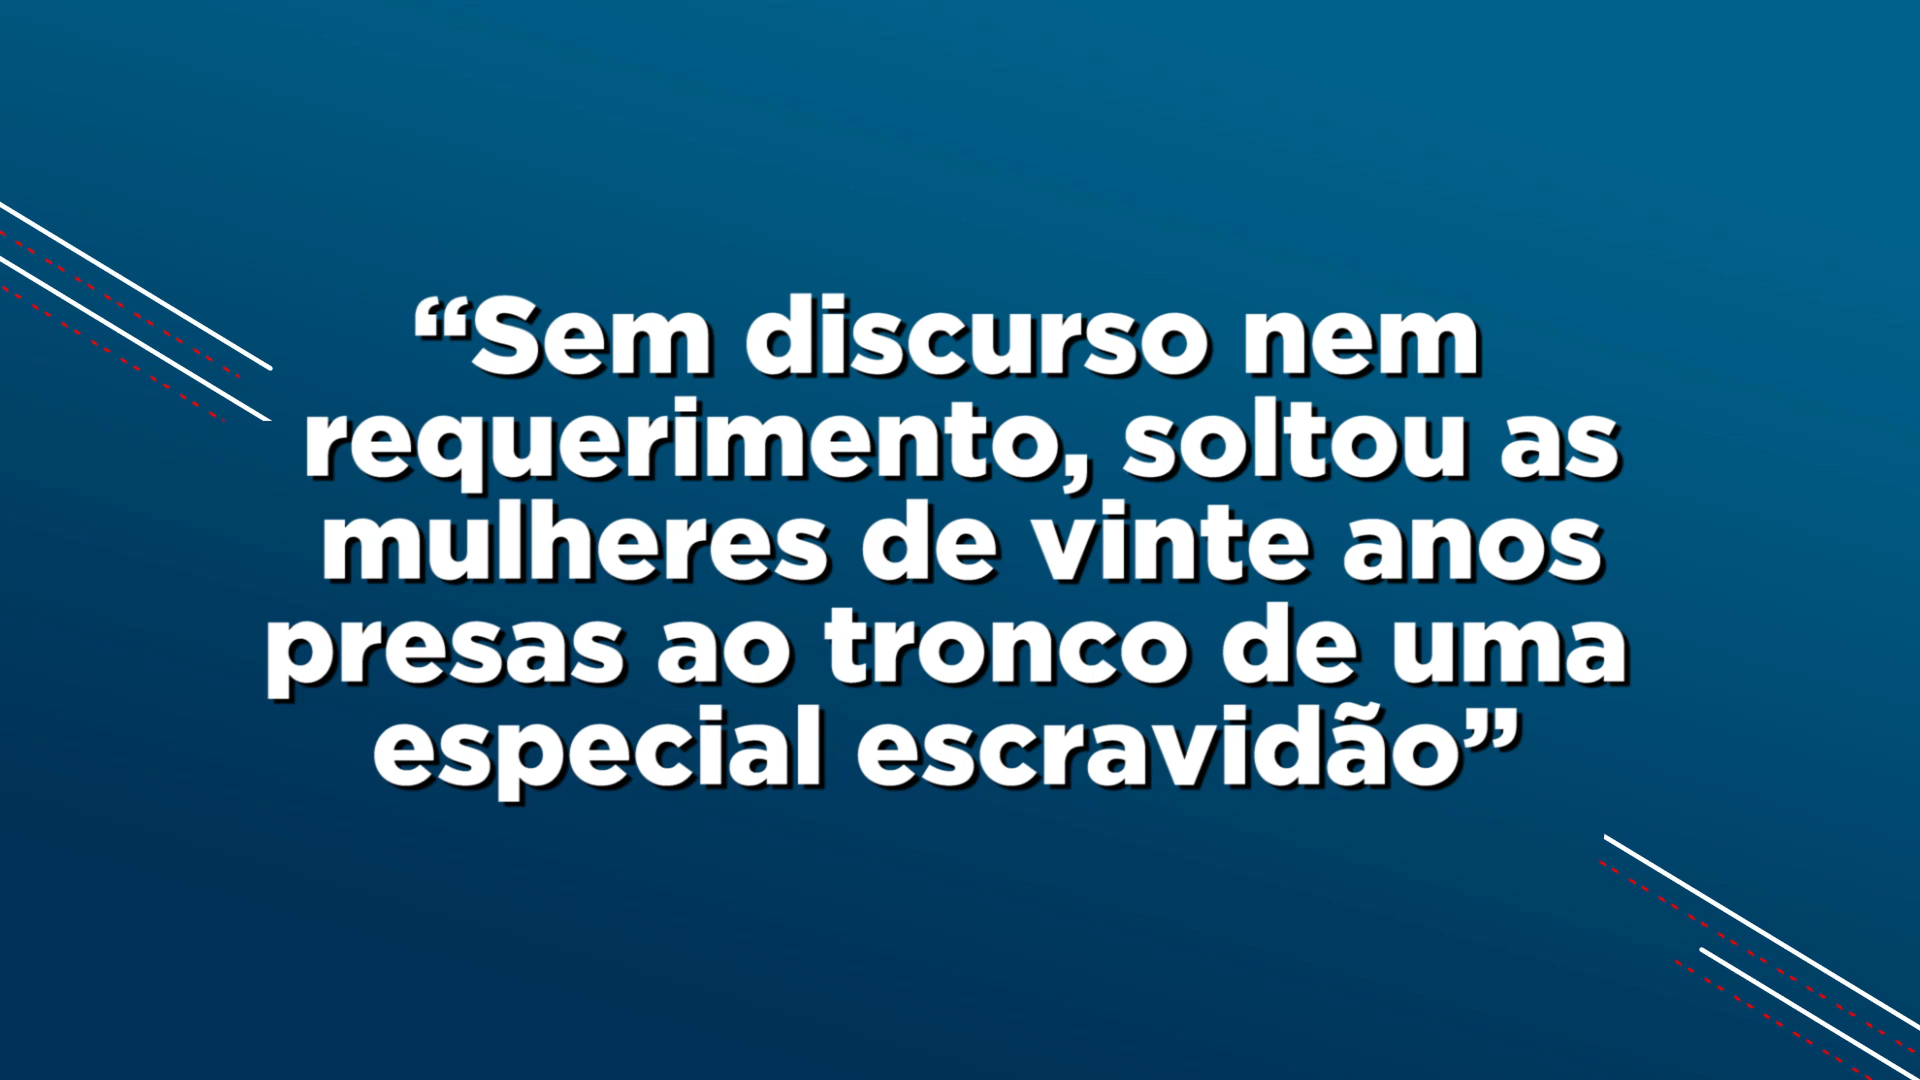 “Sem discurso nem
requerimento, soltou as
mulheres de vinte anos
presas ao tronco de uma
especial escravidão”